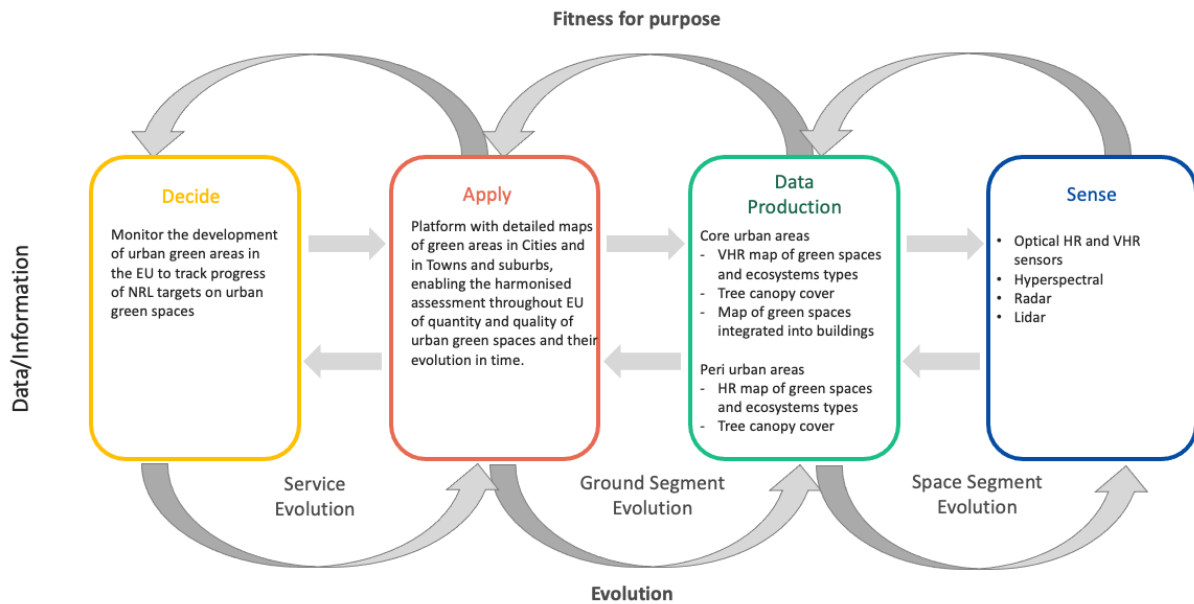 Fitness for purpose
Data/Information
Decide
Monitor the development
of urban green areas in
the EU to track progress
of NRL targets on urban
green spaces
Apply
Platform with detailed maps
of green areas in Cities and
in Towns and suburbs,
enabling the harmonised
assessment throughout EU
of quantity and quality of
urban green spaces and their
evolution in time.
Data
Production
Core urban areas
- VHR map of green spaces
and ecosystems types
- Tree canopy cover
- Map of green spaces
integrated into buildings
Peri urban areas
- HR map of green spaces
and ecosystems types
- Tree canopy cover
Sense
• Optical HR and VHR
sensors
• Hyperspectral
• Radar
• Lidar
Service
Evolution
Ground Segment
Evolution
Space Segment
Evolution
Evolution